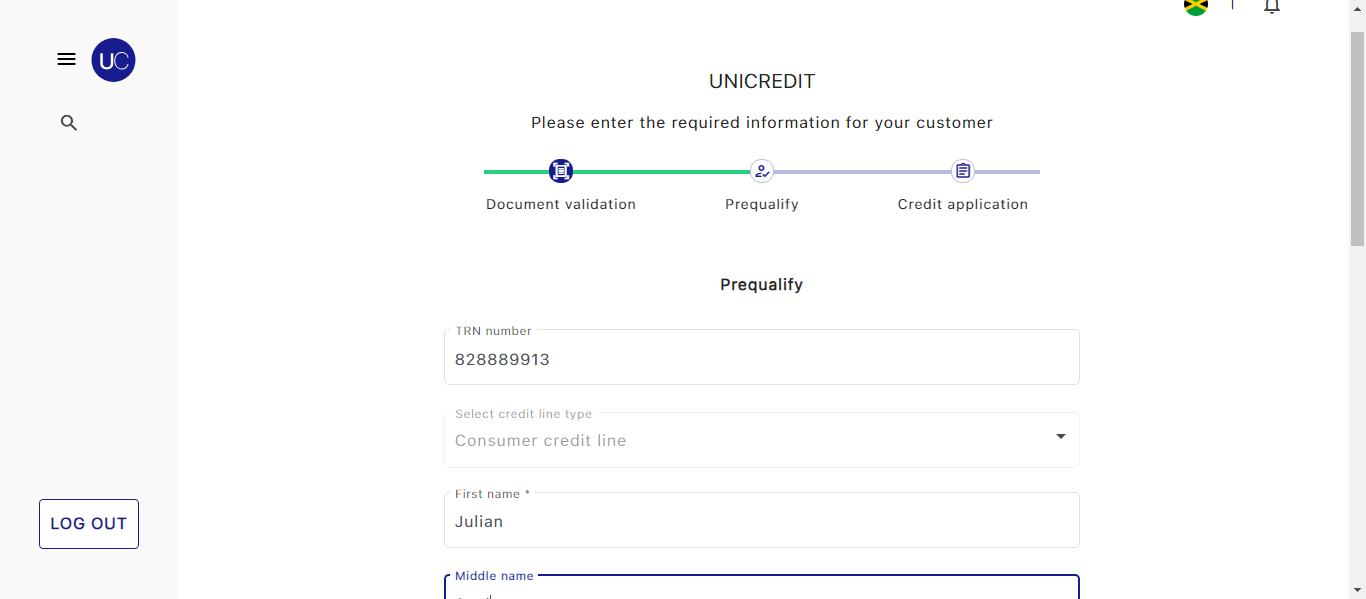 UC
UNICREDIT
Please enter the required information for your customer
Document validation
Prequalify
Credit application
Prequalify
TRN number
828889913
Select credit line type
Consumer credit line
First name *
Julian
LOG OUT
Middle name